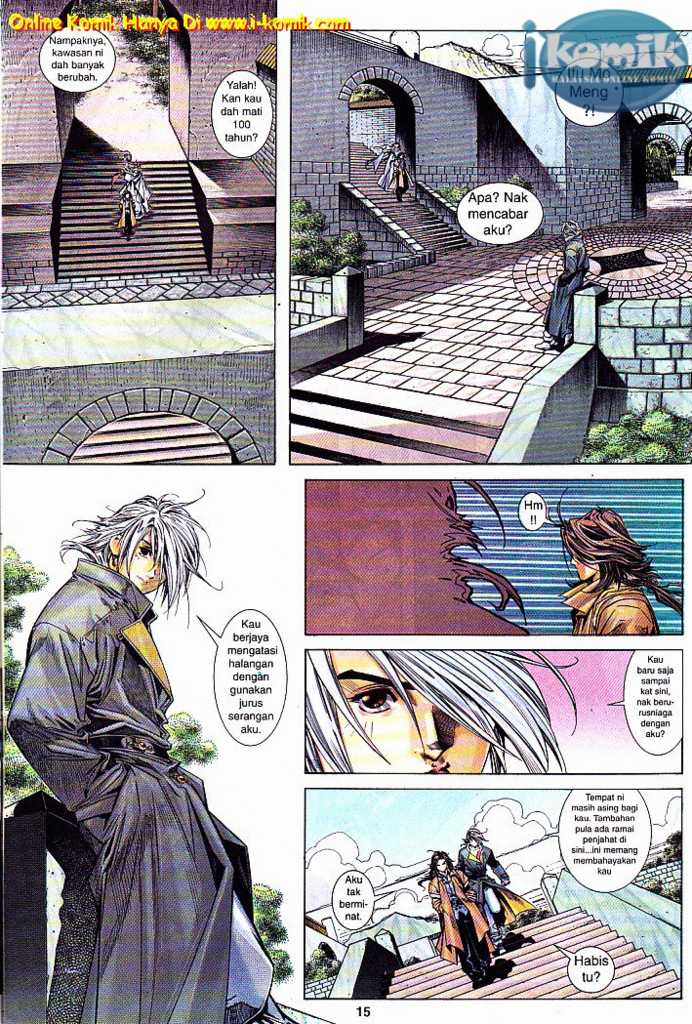 Online Komik Hanya Di www.i-komik.com
ikomik
Nampaknya,
kawasan ni
dah banyak
berubah.
Yalah!
Kan kau
dah mati
100
tahun?
Meng
?!
Apa? Nak
mencabar
aku?
Kau
berjaya
mengatasi
halangan
dengan
gunakan
jurus
serangan
aku.
Hm
!!
Kau
baru saja
sampai
kat sini,
nak beru-
rusniaga
dengan
aku?
Tempat ni
masih asing bagi
kau. Tambahan
pula ada ramai
penjahat di
sini...ini memang
membahayakan
kau
Aku
tak
bermi-
nat.
Habis
tu?
15